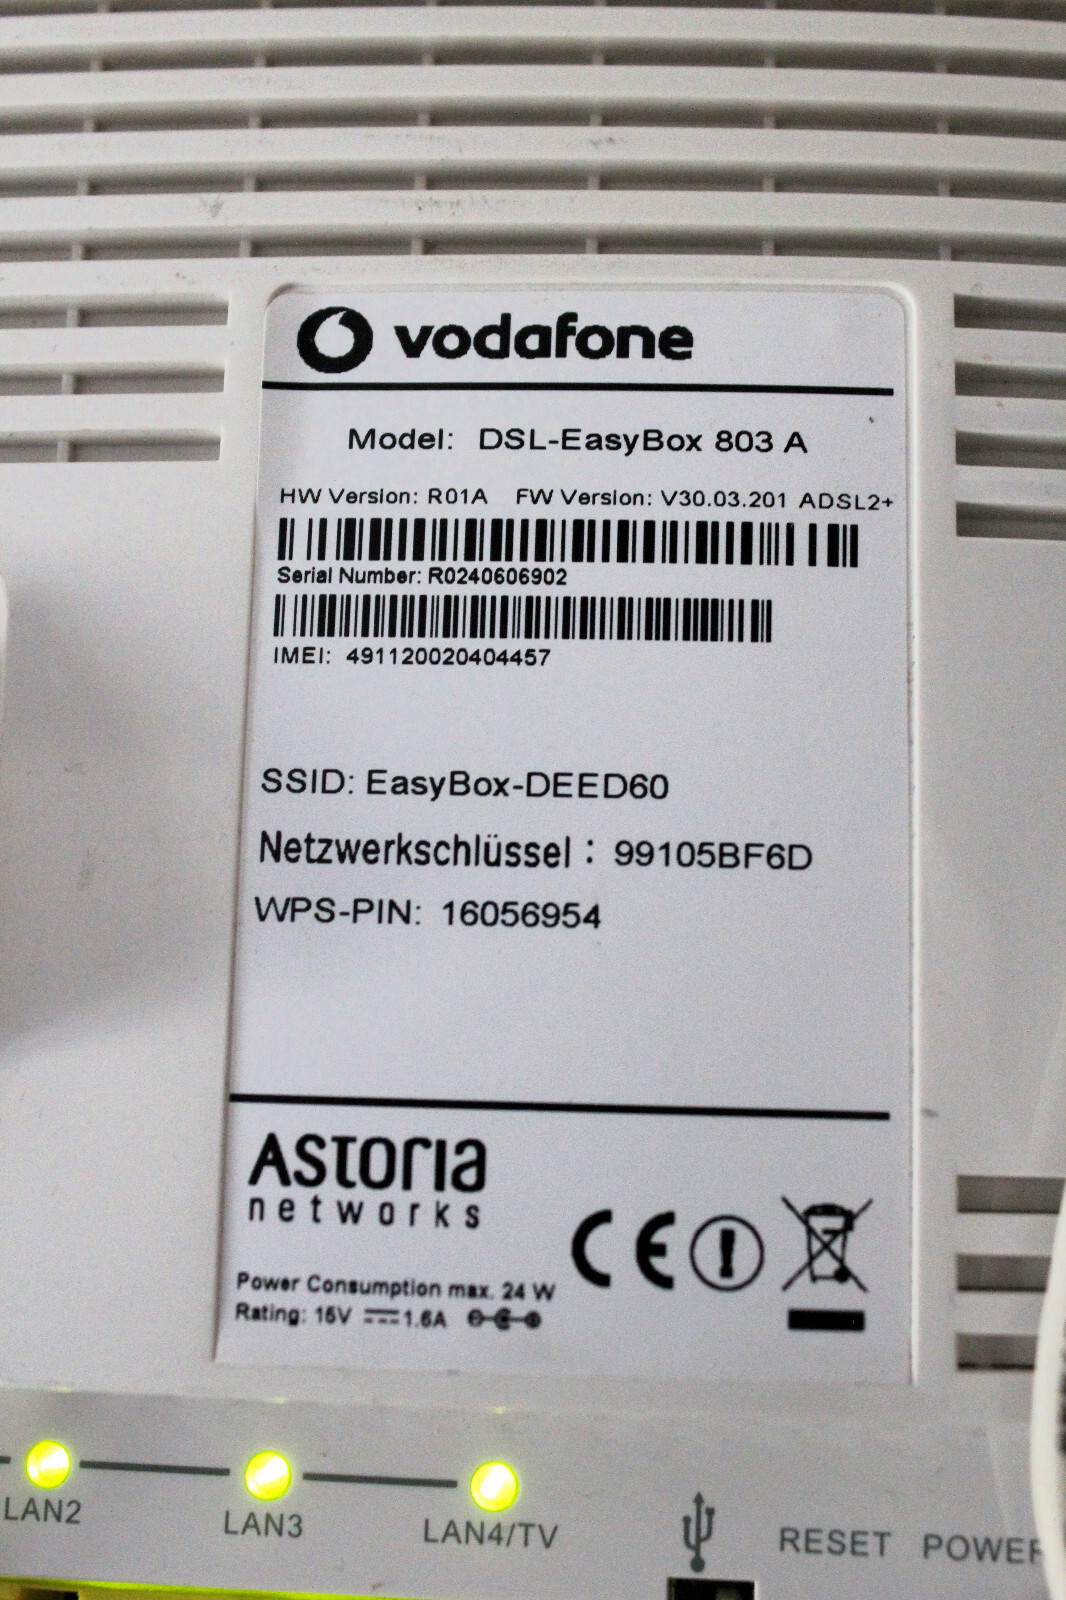 vodafone
Model: DSL-EasyBox 803 A
HW Version: R01A FW Version: V30.03.201 ADSL2+
Serial Number: R0240606902
IMEI: 491120020404457
SSID: EasyBox-DEED60
Netzwerkschlüssel : 99105BF6D
WPS-PIN: 16056954
Astoria
networks
CE
Power Consumption max. 24 W
Rating: 15V 1.6A
LAN2 LAN3 LAN4/TV RESET POWER